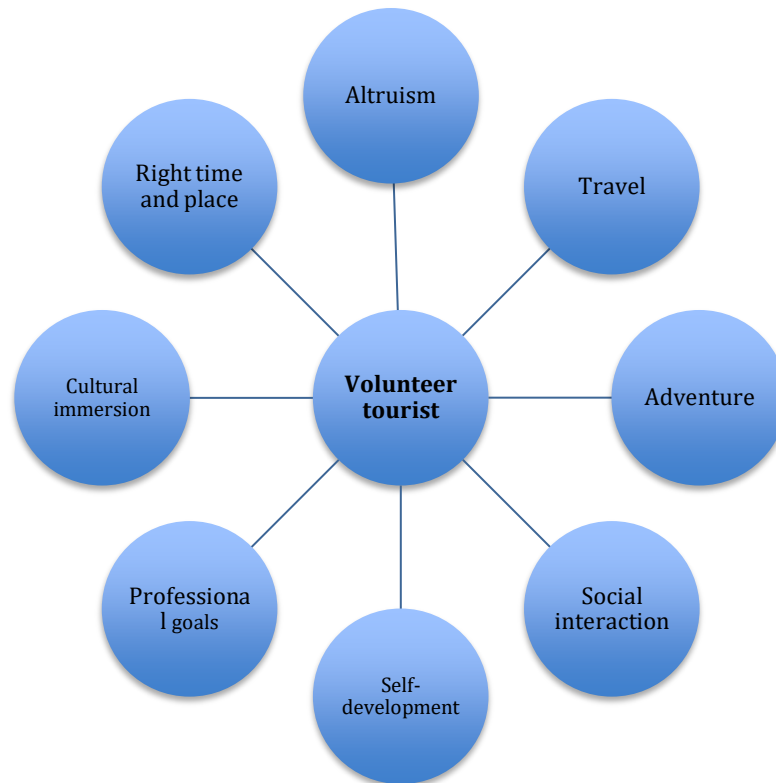 Altruism
Right time
and place
Travel
Cultural
immersion
Volunteer
tourist
Adventure
Professiona
l goals
Social
interaction
Self-
development